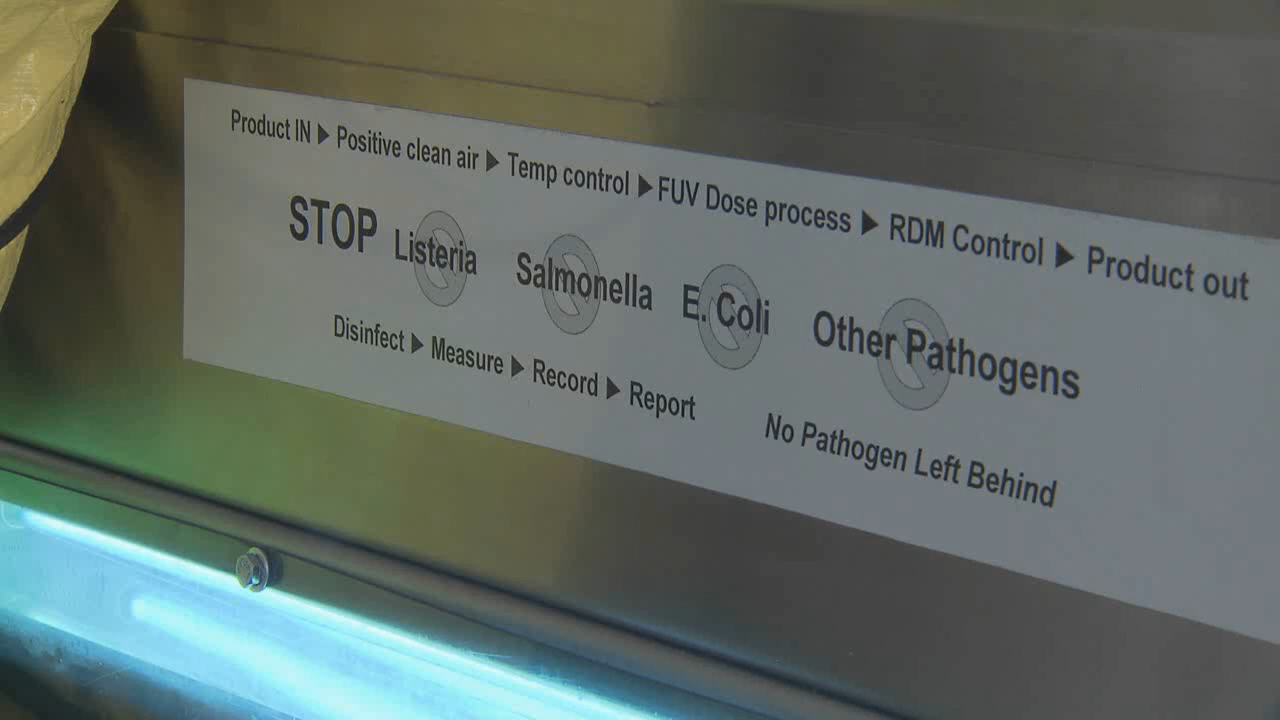 Product IN ▶ Positive clean air ▶ Temp control ▶ FUV Dose process ▶ RDM Control ▶ Product out
STOP Listeria Salmonella E. Coli Other Pathogens
Disinfect ▶ Measure ▶ Record ▶ Report
No Pathogen Left Behind